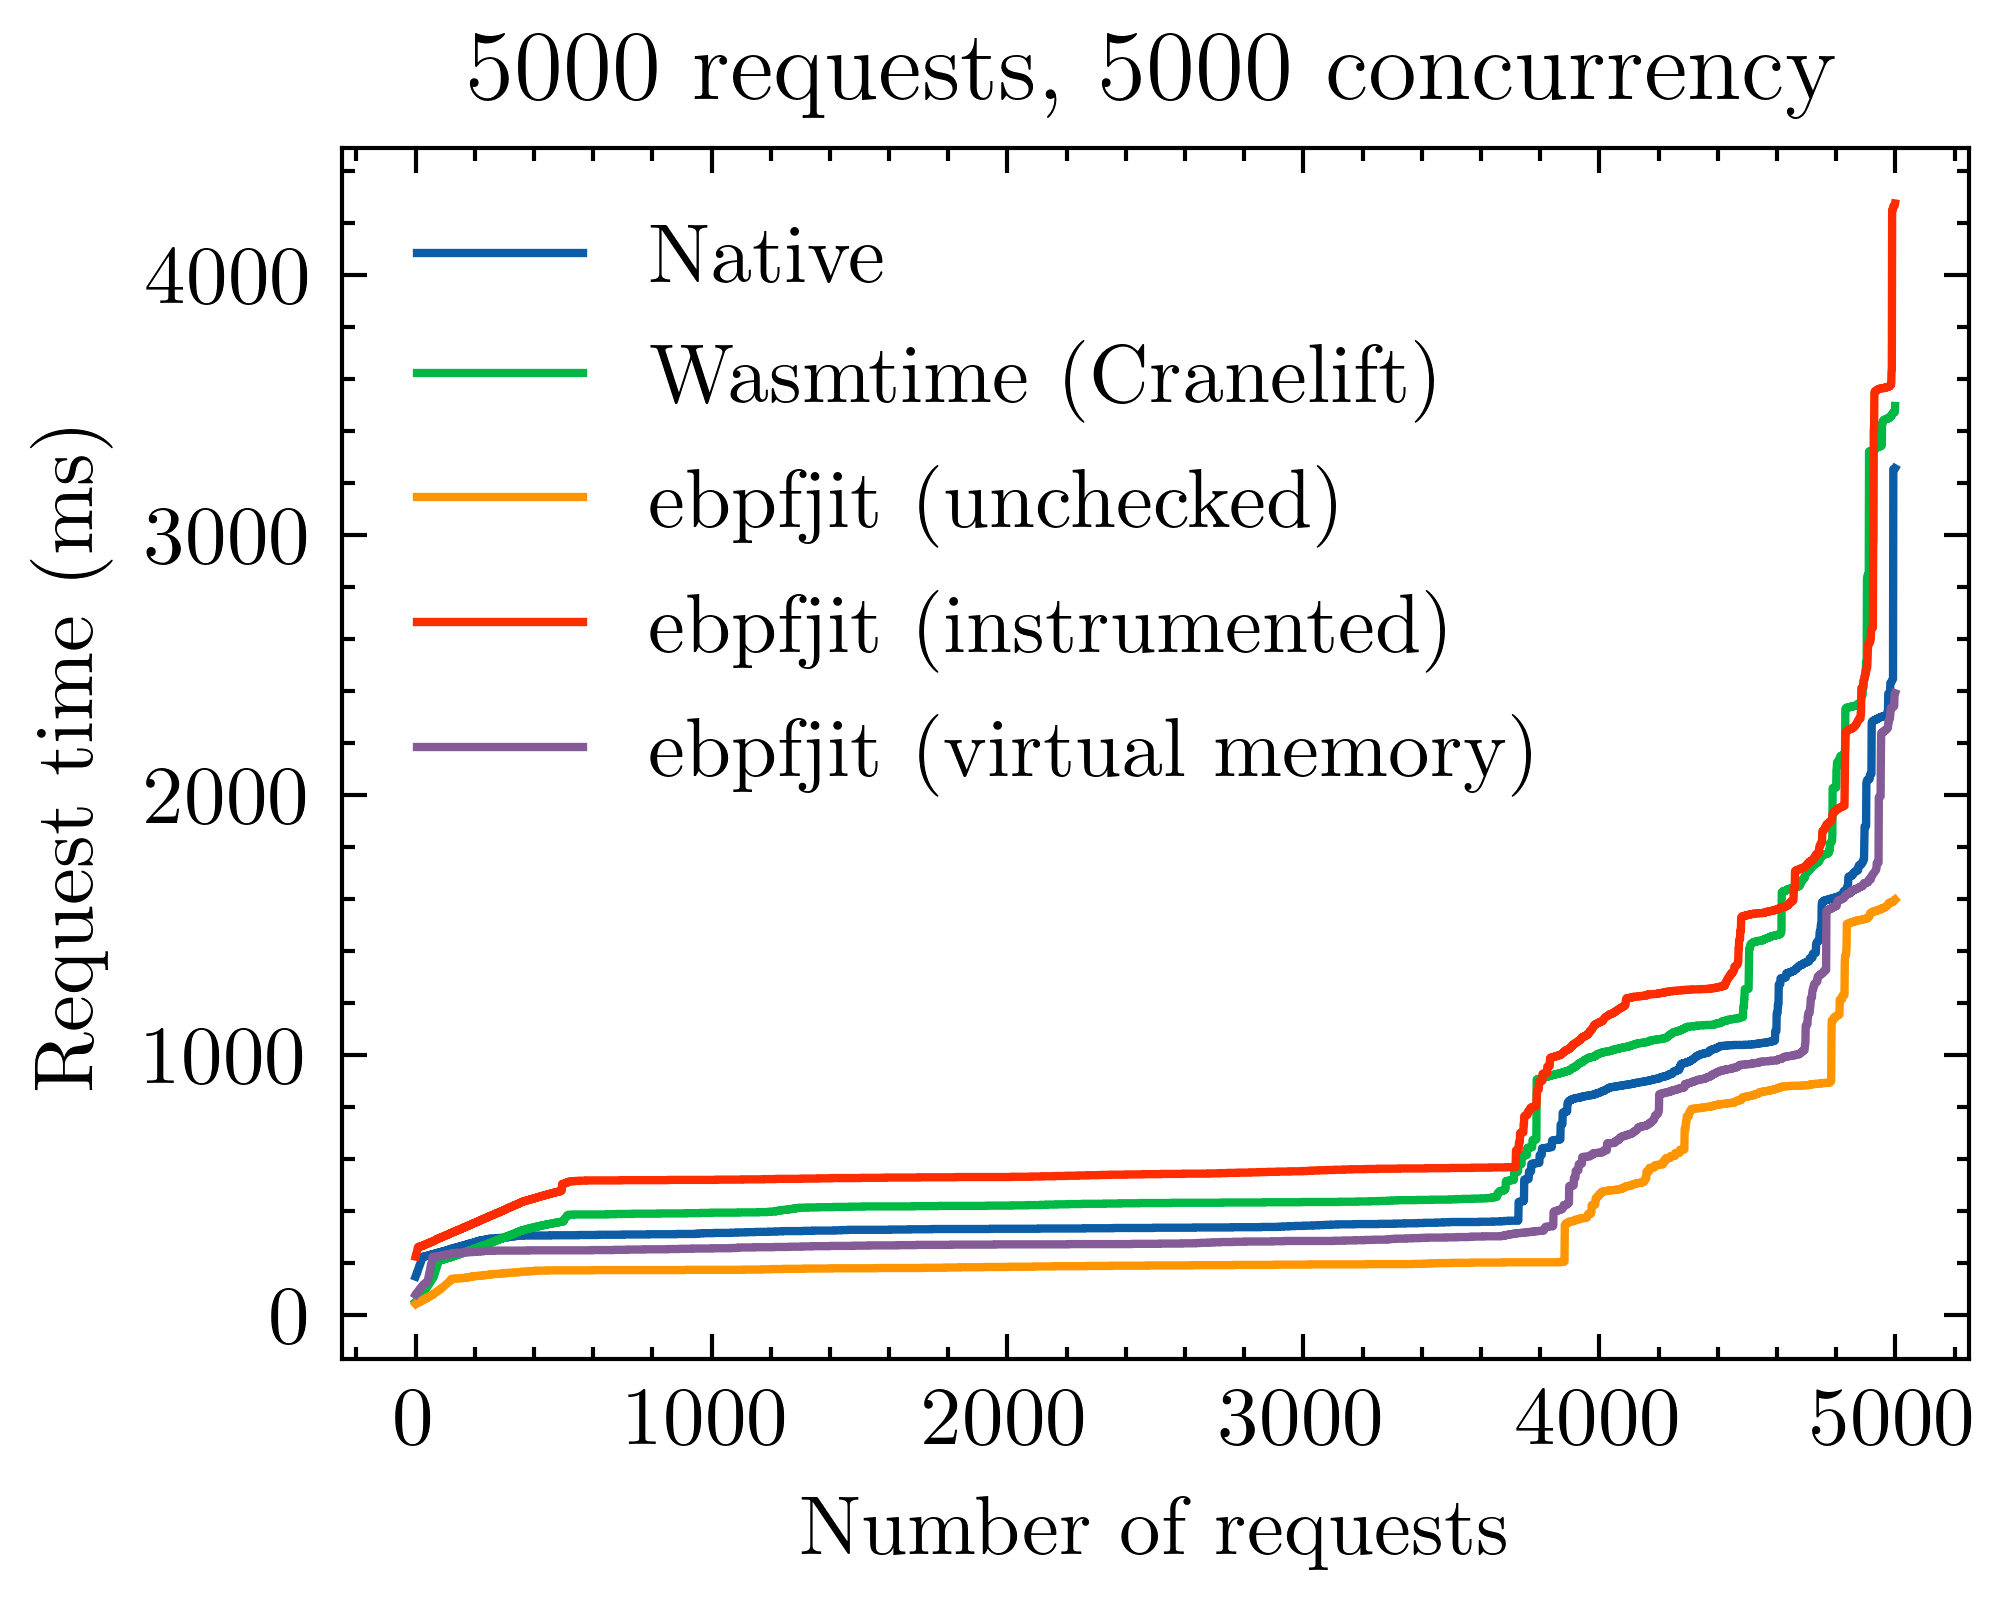 5000 requests, 5000 concurrency
Native
Wasmtime (Cranelift)
ebpfjit (unchecked)
ebpfjit (instrumented)
ebpfjit (virtual memory)
Request time (ms)
4000
3000
2000
1000
0
0 1000 2000 3000 4000 5000
Number of requests